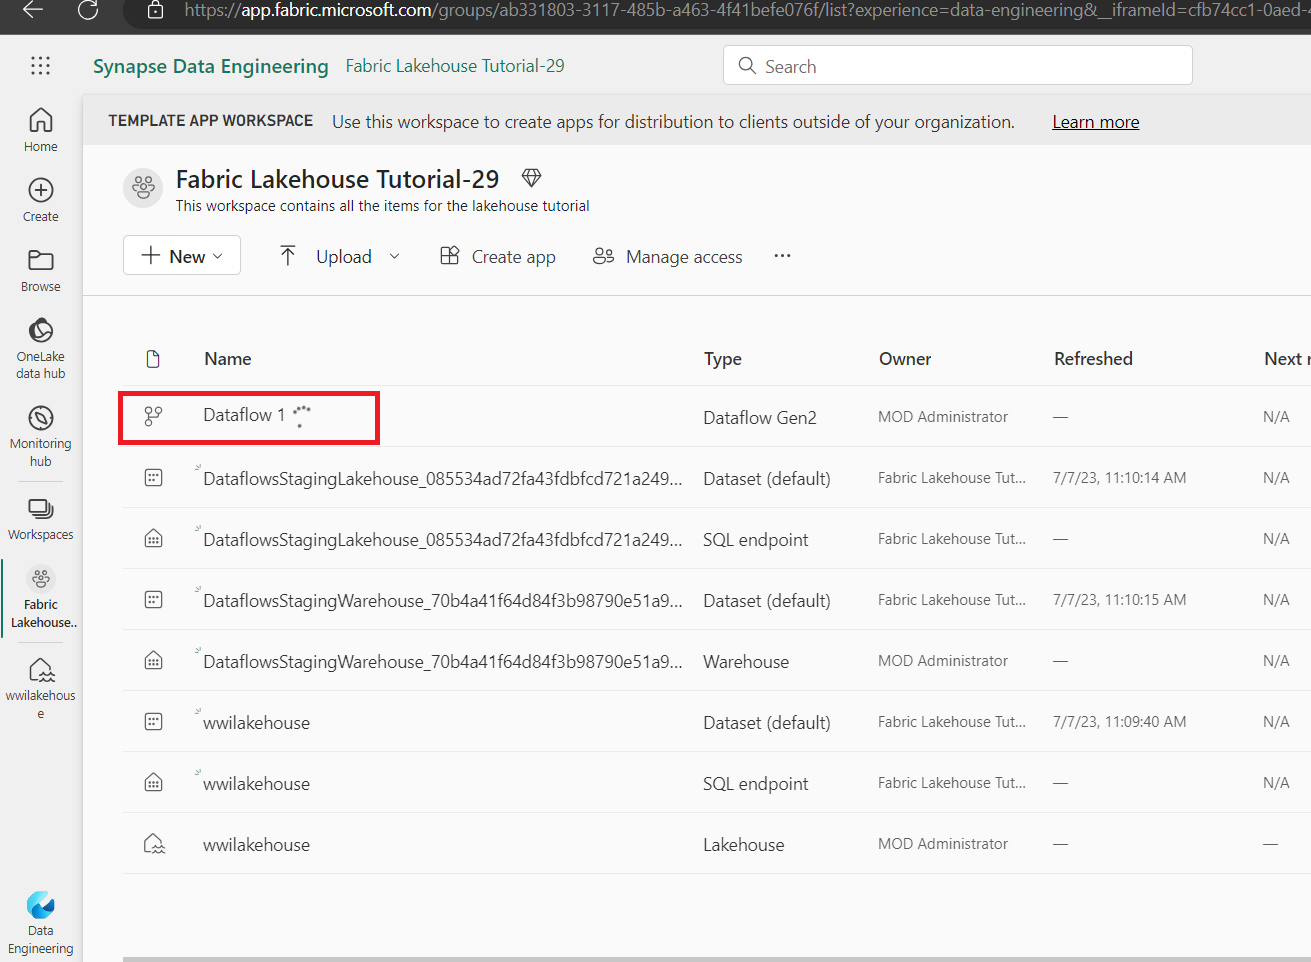 https://app.fabric.microsoft.com/groups/ab331803-3117-485b-a463-4f41befe076f/list?experience=data-engineering&__iframeId=cfb74cc1-0aed-
Synapse Data Engineering Fabric Lakehouse Tutorial-29 Search
TEMPLATE APP WORKSPACE Use this workspace to create apps for distribution to clients outside of your organization. Learn more
Home
Create
Browse
OneLake
data hub
Monitoring
hub
Workspaces
Fabric
Lakehouse..
wwilakehous
e
Data
Engineering
Fabric Lakehouse Tutorial-29
This workspace contains all the items for the lakehouse tutorial
New Upload Create app Manage access ...
Name Type Owner Refreshed Next
Dataflow 1 Dataflow Gen2 MOD Administrator — N/A
DataflowsStagingLakehouse_085534ad72fa43fdbfcd721a249... Dataset (default) Fabric Lakehouse Tut... 7/7/23, 11:10:14 AM N/A
DataflowsStagingLakehouse_085534ad72fa43fdbfcd721a249... SQL endpoint Fabric Lakehouse Tut... — N/A
DataflowsStagingWarehouse_70b4a41f64d84f3b98790e51a9... Dataset (default) Fabric Lakehouse Tut... 7/7/23, 11:10:15 AM N/A
DataflowsStagingWarehouse_70b4a41f64d84f3b98790e51a9... Warehouse MOD Administrator — N/A
wwilakehouse Dataset (default) Fabric Lakehouse Tut... 7/7/23, 11:09:40 AM N/A
wwilakehouse SQL endpoint Fabric Lakehouse Tut... — N/A
wwilakehouse Lakehouse MOD Administrator — —